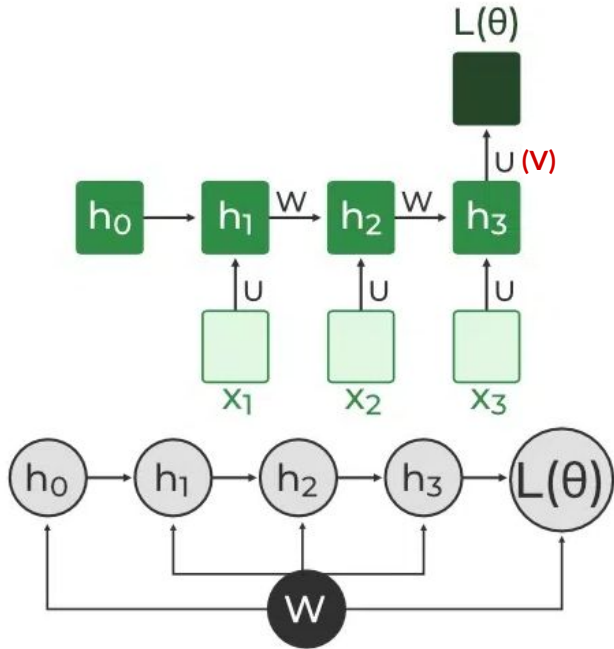 L(θ)
U (V)
W W
h₀ h₁ h₂ h₃
U U U
x₁ x₂ x₃
h₀ h₁ h₂ h₃ L(θ)
W